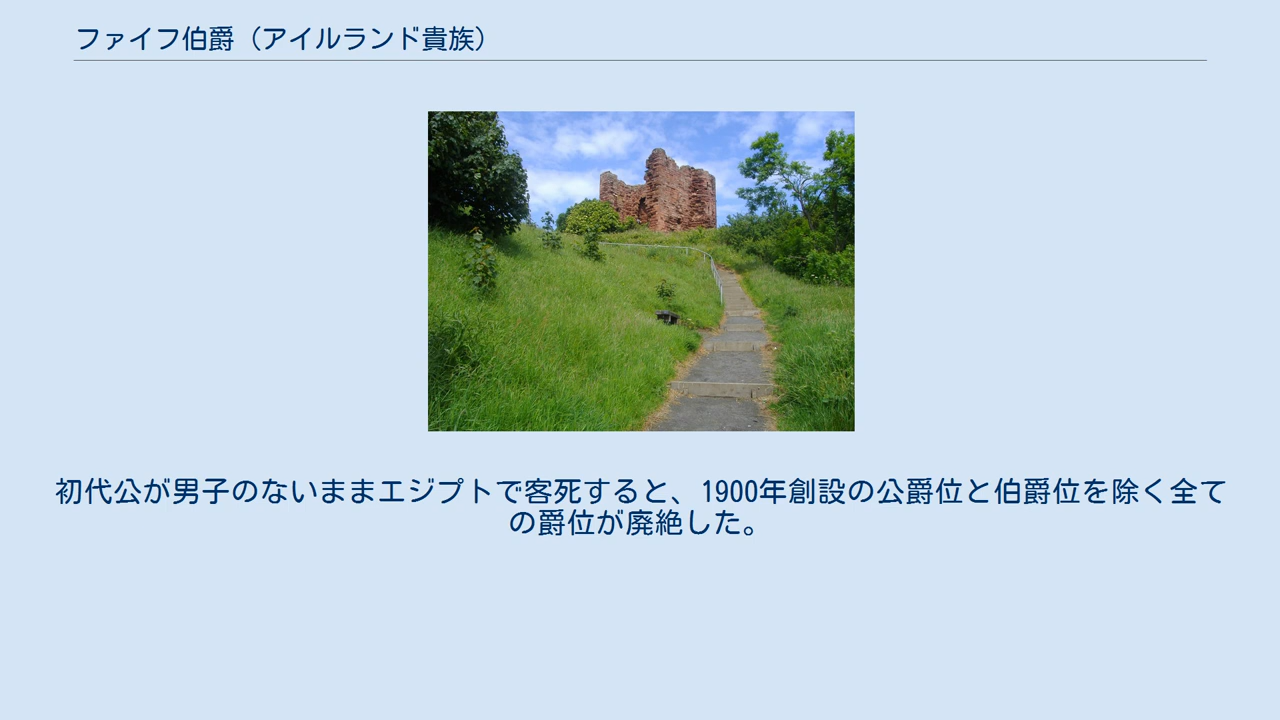 ファイフ伯爵（アイルランド貴族）
初代公が男子のないままエジプトで客死すると、1900年創設の公爵位と伯爵位を除く全て
の爵位が廃絶した。